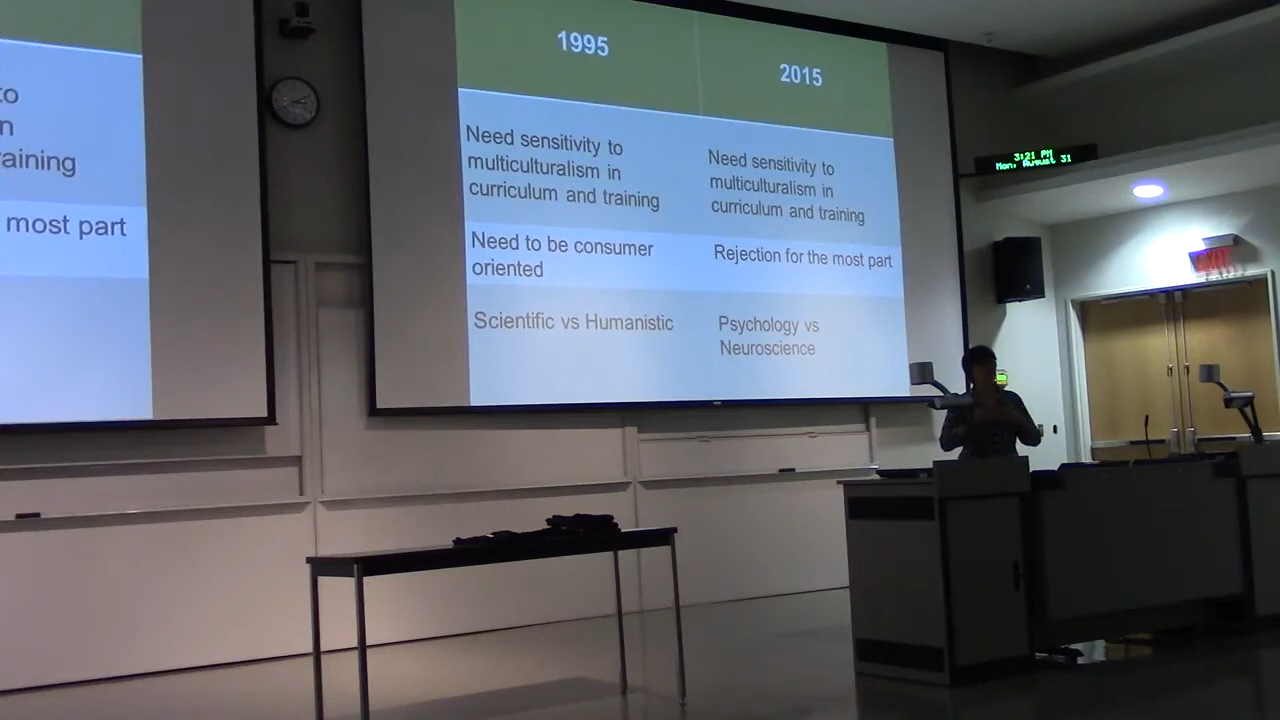 to
n
raining
most part
1995
2015
Need sensitivity to
multiculturalism in
curriculum and training
Need sensitivity to
multiculturalism in
curriculum and training
Need to be consumer
oriented
Rejection for the most part
Scientific vs Humanistic
Psychology vs
Neuroscience
3:21 PM
Mon, August 31
EXIT